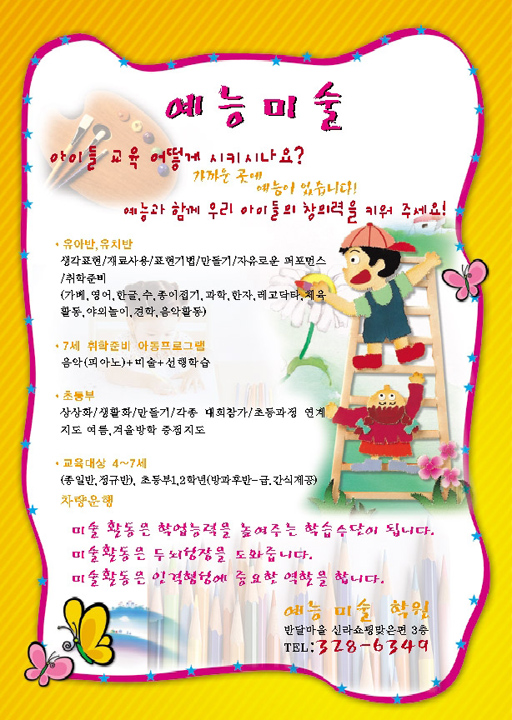 예능미술
아이들 교육 어떻게 시키시나요?
가까운 곳에
예능이 있습니다!
예능과 함께 우리 아이들의 창의력을 키워 주세요!
• 유아반,유치반
생각표현/재료사용/표현기법/만들기/자유로운 퍼포먼스
/취학준비
(가베,영어,한글,수,종이접기,과학,한자,레고닥타,체육
활동,야외놀이,견학,음악활동)
• 7세 취학준비 아동프로그램
음악(피아노)+미술+선행학습
• 초등부
상상화/생활화/만들기/각종 대회참가/초등과정 연계
지도 여름,겨울방학 중점지도
• 교육대상 4~7세
(종일반,정규반), 초등부1,2학년(방과후반-급,간식제공)
차량운행
미술 활동은 학업능력을 높여주는 학습수단이 됩니다.
미술활동은 두뇌성장을 도와줍니다.
미술활동은 인격형성에 중요한 역할을 합니다.
예능 미술 학원
반달마을 신라쇼핑맞은편 3층
TEL:328-6349